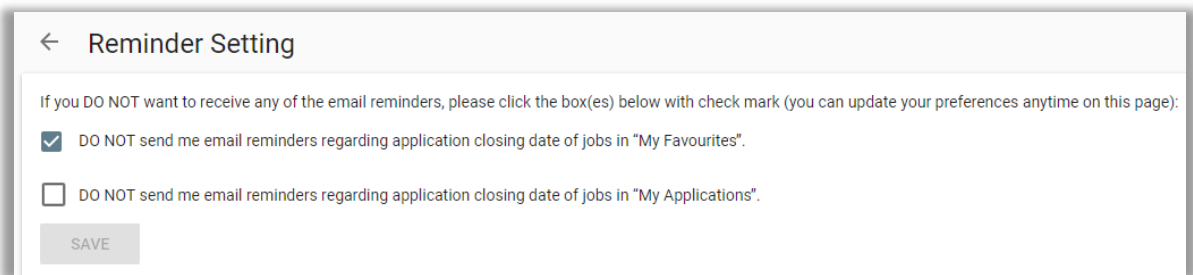 Reminder Setting
If you DO NOT want to receive any of the email reminders, please click the box(es) below with check mark (you can update your preferences anytime on this page):
DO NOT send me email reminders regarding application closing date of jobs in “My Favourites”.
DO NOT send me email reminders regarding application closing date of jobs in “My Applications”.
SAVE